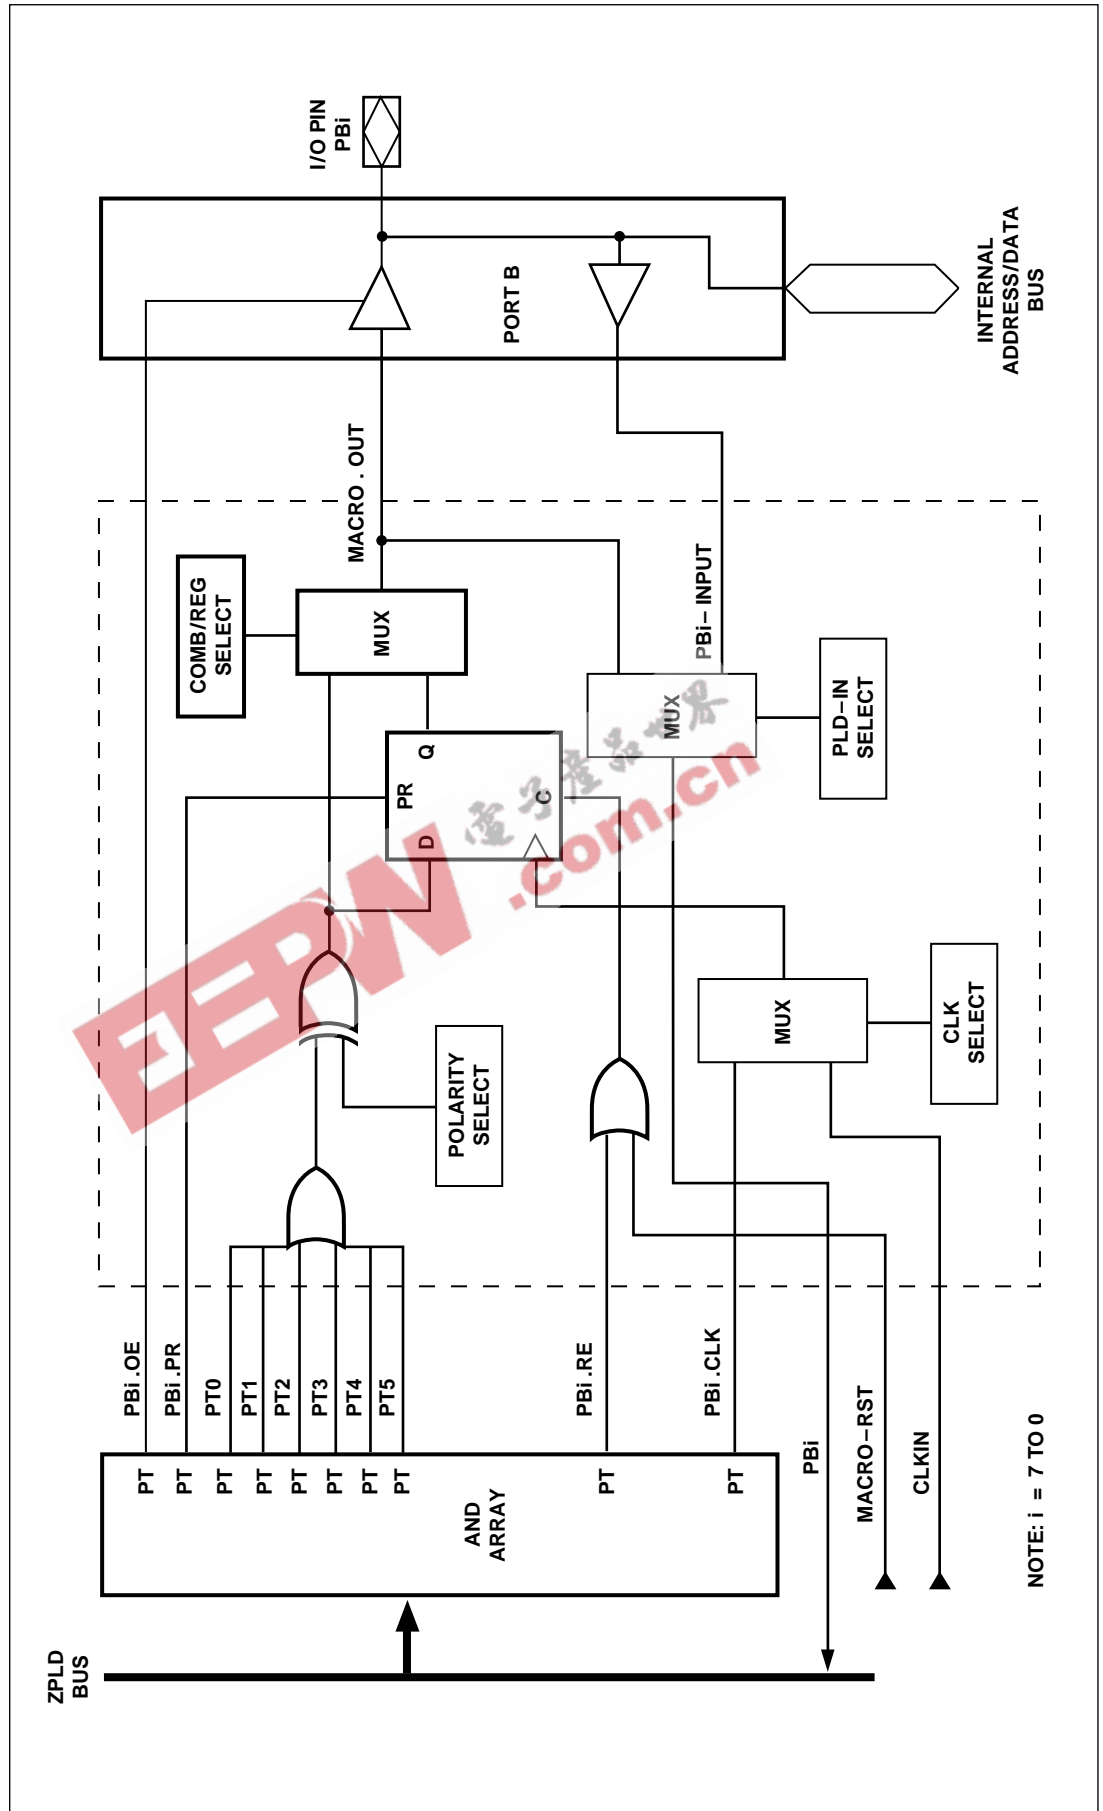 I/O PIN
PBi
PORT B
INTERNAL
ADDRESS/DATA
BUS
MACRO . OUT
COMB/REG
SELECT
MUX
PBi – INPUT
MUX
PLD–IN
SELECT
PR
Q
D
C
電子產品世界
.com.cn
EEPW
POLARITY
SELECT
MUX
CLK
SELECT
PBi .OE
PBi .PR
PT0
PT1
PT2
PT3
PT4
PT5
PBi .RE
PBi .CLK
PBi
MACRO–RST
CLKIN
PT
PT
PT
PT
PT
PT
PT
PT
PT
PT
AND
ARRAY
ZPLD
BUS
NOTE: i = 7 TO 0